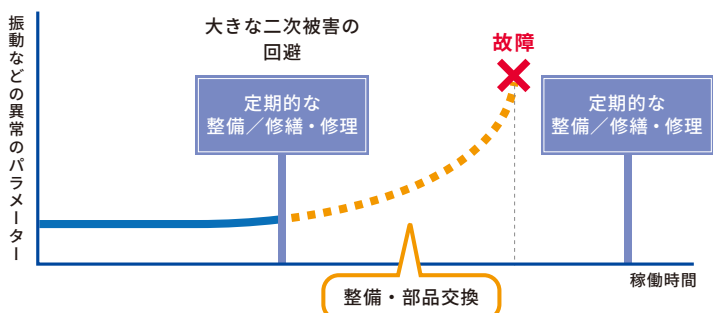 振動などの異常のパラメーター
大きな二次被害の
回避
故障
定期的な
整備／修繕・修理
定期的な
整備／修繕・修理
稼働時間
整備・部品交換